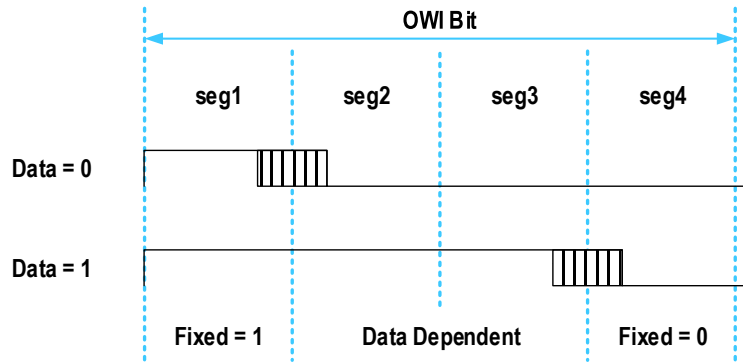 OWI Bit
seg1 seg2 seg3 seg4
Data = 0
Data = 1
Fixed = 1 Data Dependent Fixed = 0